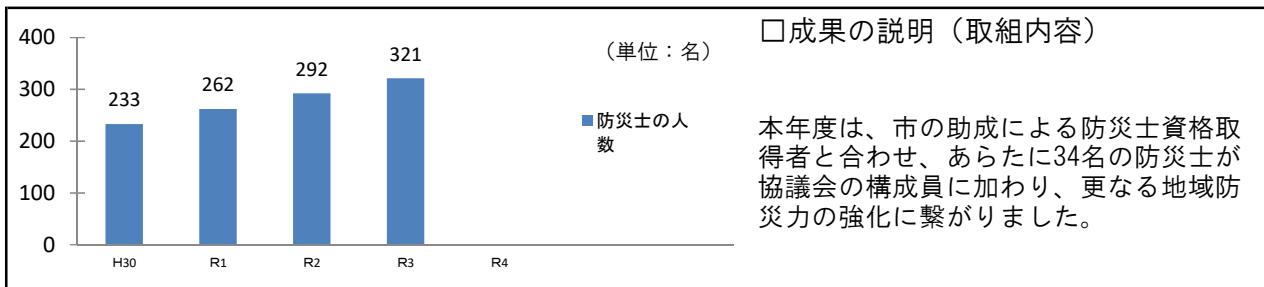 400
300
200
100
0
233
262
292
321
H30
R1
R2
R3
R4
（単位：名）
防災士の人
数
□成果の説明（取組内容）
本年度は、市の助成による防災士資格取
得者と合わせ、あらたに34名の防災士が
協議会の構成員に加わり、更なる地域防
災力の強化に繋がりました。